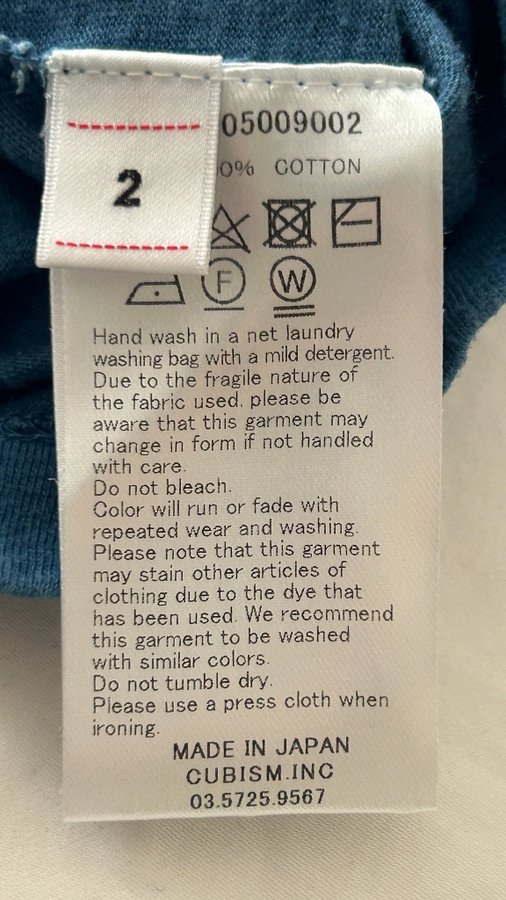 2
05009002
0% COTTON
F
W
Hand wash in a net laundry
washing bag with a mild detergent.
Due to the fragile nature of
the fabric used. please be
aware that this garment may
change in form if not handled
with care.
Do not bleach.
Color will run or fade with
repeated wear and washing.
Please note that this garment
may stain other articles of
clothing due to the dye that
has been used. We recommend
this garment to be washed
with similar colors.
Do not tumble dry.
Please use a press cloth when
ironing.
MADE IN JAPAN
CUBISM.INC
03.5725.9567